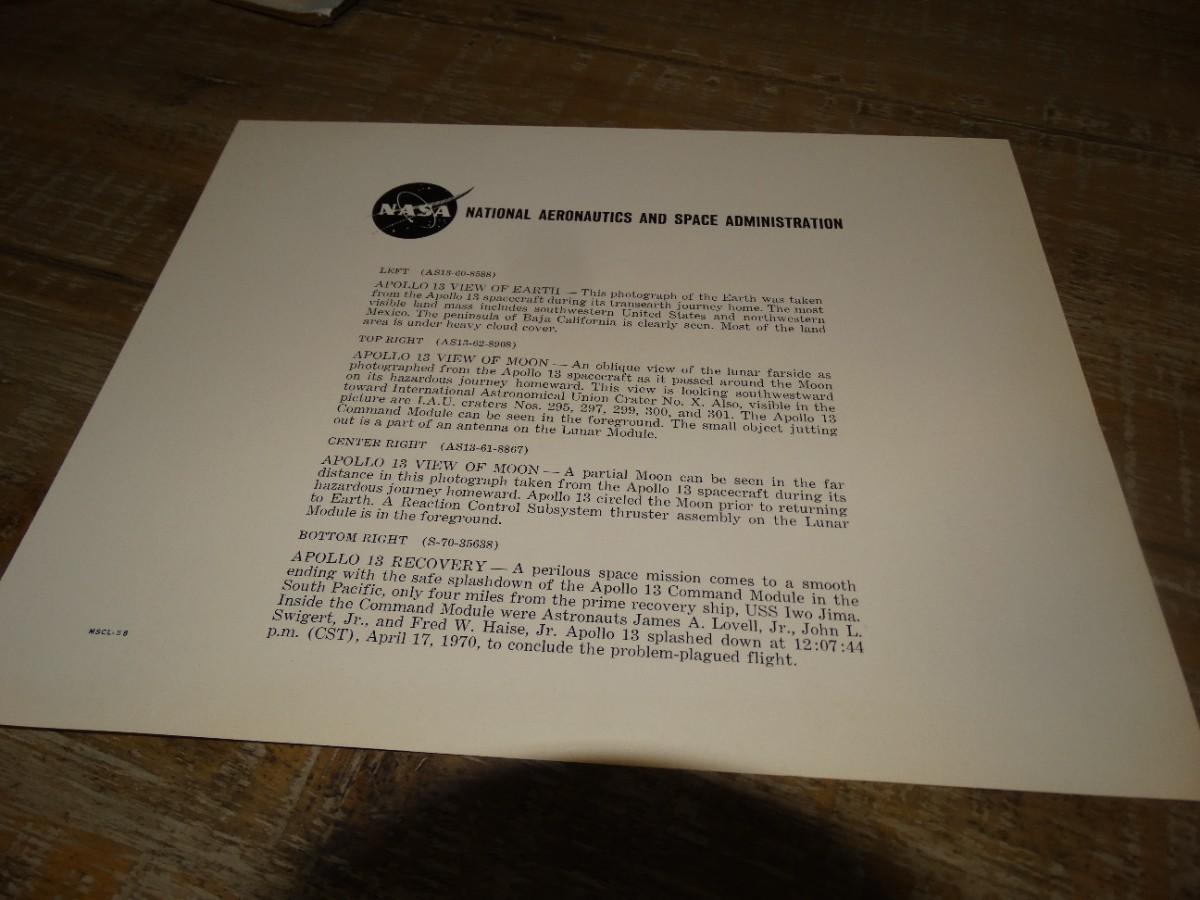 NASA NATIONAL AERONAUTICS AND SPACE ADMINISTRATION
LEFT (AS13-60-8588)
APOLLO 13 VIEW OF EARTH — This photograph of the Earth was taken
from the Apollo 13 spacecraft during its transearth journey home. The most
visible land mass includes southwestern United States and northwestern
Mexico. The peninsula of Baja California is clearly seen. Most of the land
area is under heavy cloud cover.
TOP RIGHT (AS13-62-8908)
APOLLO 13 VIEW OF MOON — An oblique view of the lunar farside as
photographed from the Apollo 13 spacecraft as it passed around the Moon
on its hazardous journey homeward. This view is looking southwestward
toward International Astronomical Union Crater No. X. Also, visible in the
picture are I.A.U. craters Nos. 295, 297, 299, 300, and 301. The Apollo 13
Command Module can be seen in the foreground. The small object jutting
out is a part of an antenna on the Lunar Module.
CENTER RIGHT (AS13-61-8867)
APOLLO 13 VIEW OF MOON — A partial Moon can be seen in the far
distance in this photograph taken from the Apollo 13 spacecraft during its
hazardous journey homeward. Apollo 13 circled the Moon prior to returning
to Earth. A Reaction Control Subsystem thruster assembly on the Lunar
Module is in the foreground.
BOTTOM RIGHT (S-70-35638)
APOLLO 13 RECOVERY — A perilous space mission comes to a smooth
ending with the safe splashdown of the Apollo 13 Command Module in the
South Pacific, only four miles from the prime recovery ship, USS Iwo Jima.
Inside the Command Module were Astronauts James A. Lovell, Jr., John L.
Swigert, Jr., and Fred W. Haise, Jr. Apollo 13 splashed down at 12:07:44
p.m. (CST), April 17, 1970, to conclude the problem-plagued flight.